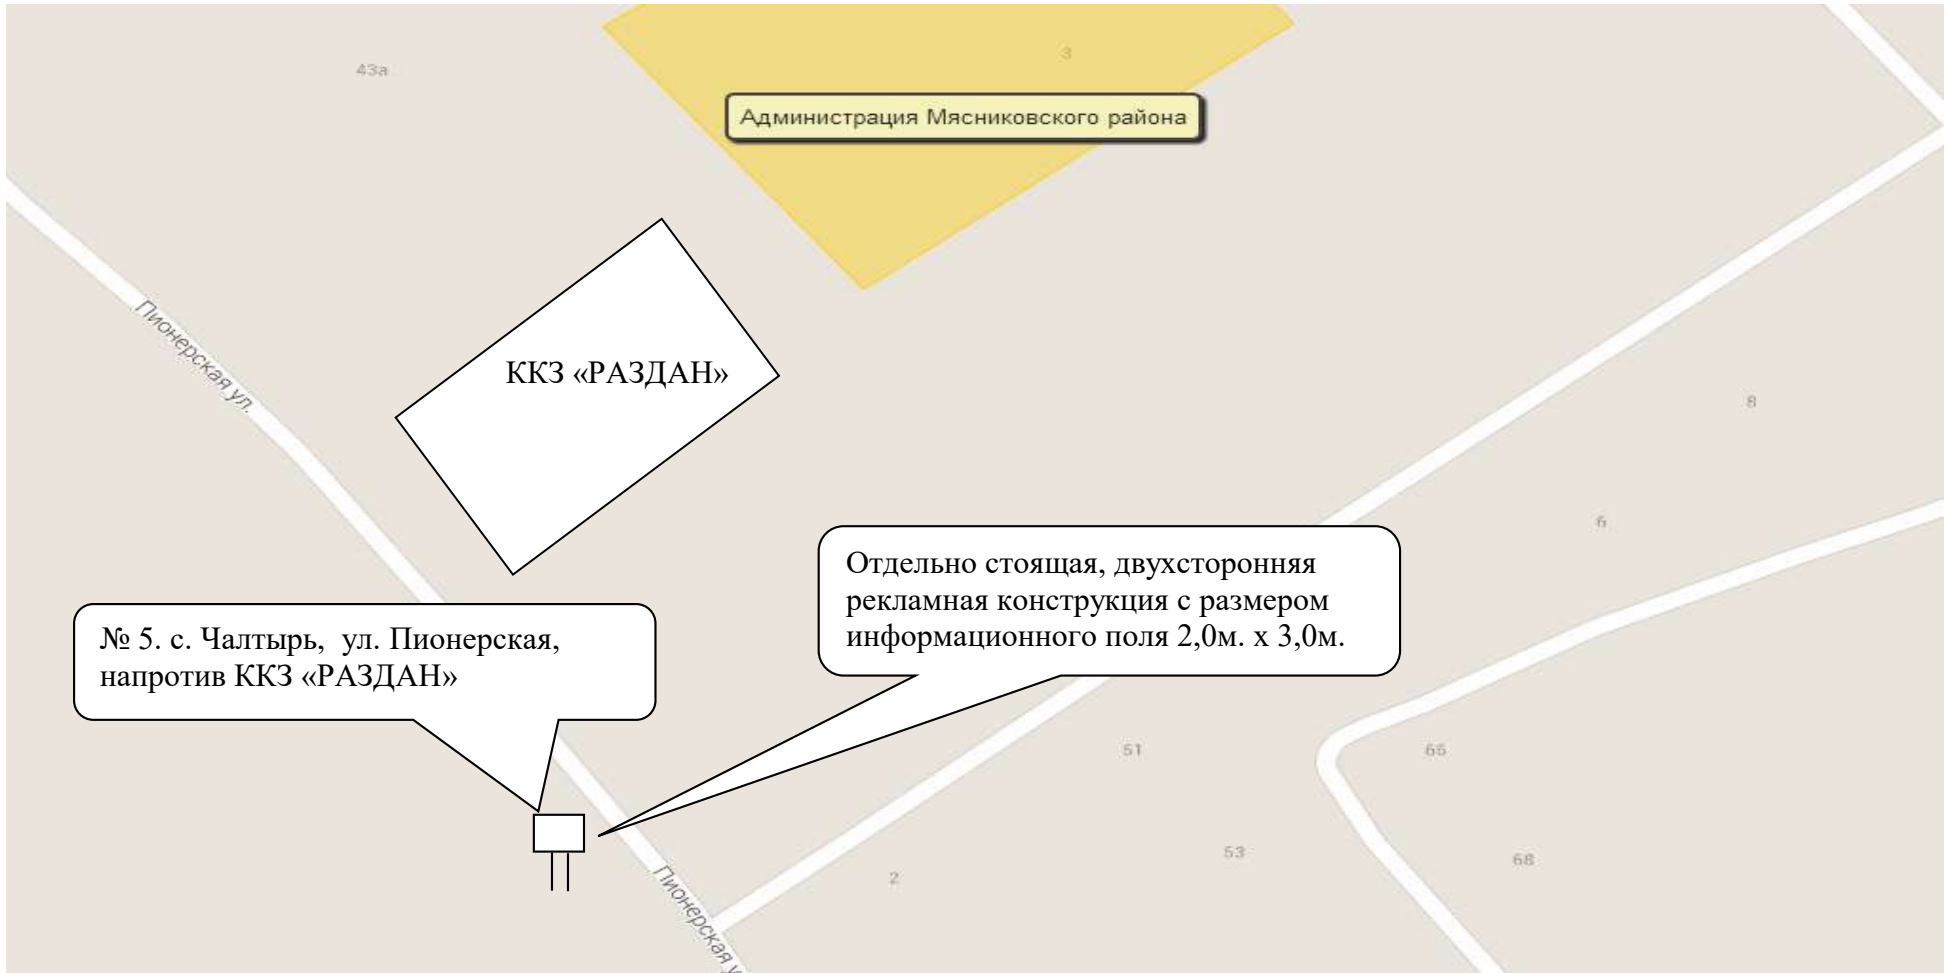 3
43а
Администрация Мясниковского района
Пионерская ул.
ККЗ «РАЗДАН»
8
6
Отдельно стоящая, двухсторонняя
рекламная конструкция с размером
информационного поля 2,0м. х 3,0м.
№ 5. с. Чалтырь,  ул. Пионерская,
напротив ККЗ «РАЗДАН»
51
65
53
68
2
Пионерская у